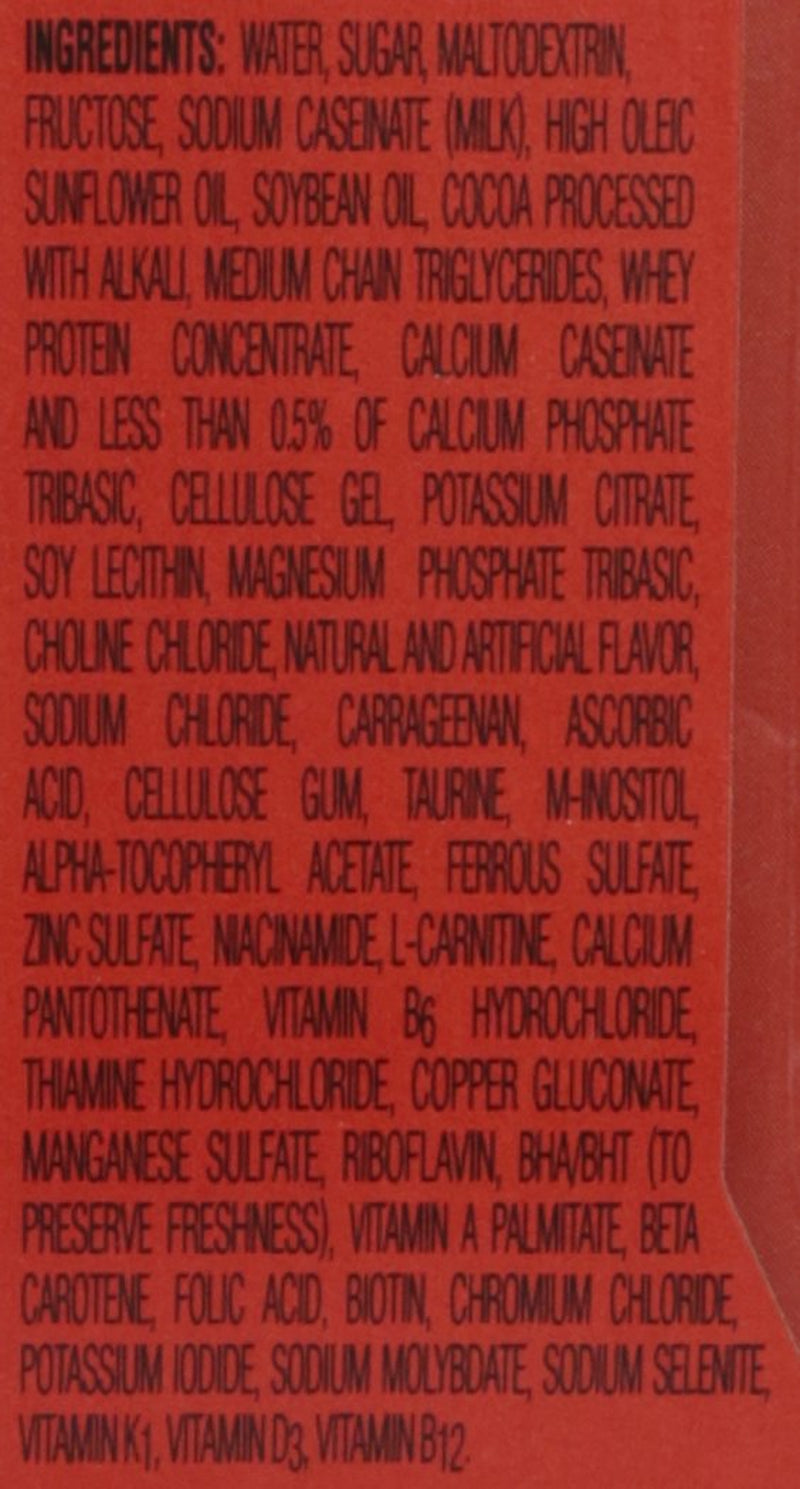 INGREDIENTS: WATER, SUGAR, MALTODEXTRIN,
FRUCTOSE, SODIUM CASEINATE (MILK), HIGH OLEIC
SUNFLOWER OIL, SOYBEAN OIL, COCOA PROCESSED
WITH ALKALI, MEDIUM CHAIN TRIGLYCERIDES, WHEY
PROTEIN CONCENTRATE, CALCIUM CASEINATE
AND LESS THAN 0.5% OF CALCIUM PHOSPHATE
TRIBASIC, CELLULOSE GEL, POTASSIUM CITRATE,
SOY LECITHIN, MAGNESIUM PHOSPHATE TRIBASIC,
CHOLINE CHLORIDE, NATURAL AND ARTIFICIAL FLAVOR,
SODIUM CHLORIDE, CARRAGEENAN, ASCORBIC
ACID, CELLULOSE GUM, TAURINE, M-INOSITOL,
ALPHA-TOCOPHERYL ACETATE, FERROUS SULFATE,
ZINC SULFATE, NIACINAMIDE, L-CARNITINE, CALCIUM
PANTOTHENATE, VITAMIN B6 HYDROCHLORIDE,
THIAMINE HYDROCHLORIDE, COPPER GLUCONATE,
MANGANESE SULFATE, RIBOFLAVIN, BHA/BHT (TO
PRESERVE FRESHNESS), VITAMIN A PALMITATE, BETA
CAROTENE, FOLIC ACID, BIOTIN, CHROMIUM CHLORIDE,
POTASSIUM IODIDE, SODIUM MOLYBDATE, SODIUM SELENITE,
VITAMIN K1, VITAMIN D3, VITAMIN B12.